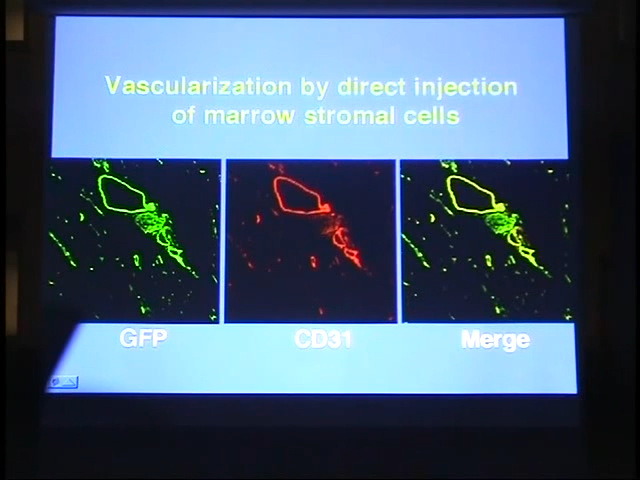 Vascularization by direct injection
of marrow stromal cells
GFP
CD31
Merge